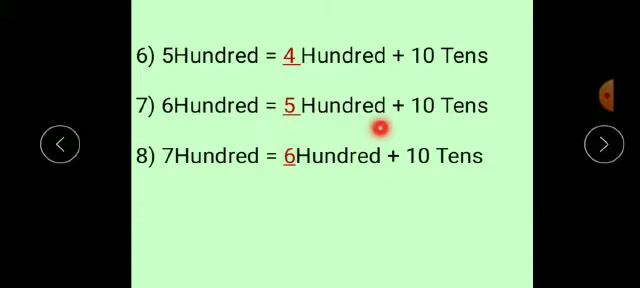 6) 5Hundred = 4 Hundred + 10 Tens
7) 6Hundred = 5 Hundred + 10 Tens
8) 7Hundred = 6Hundred + 10 Tens